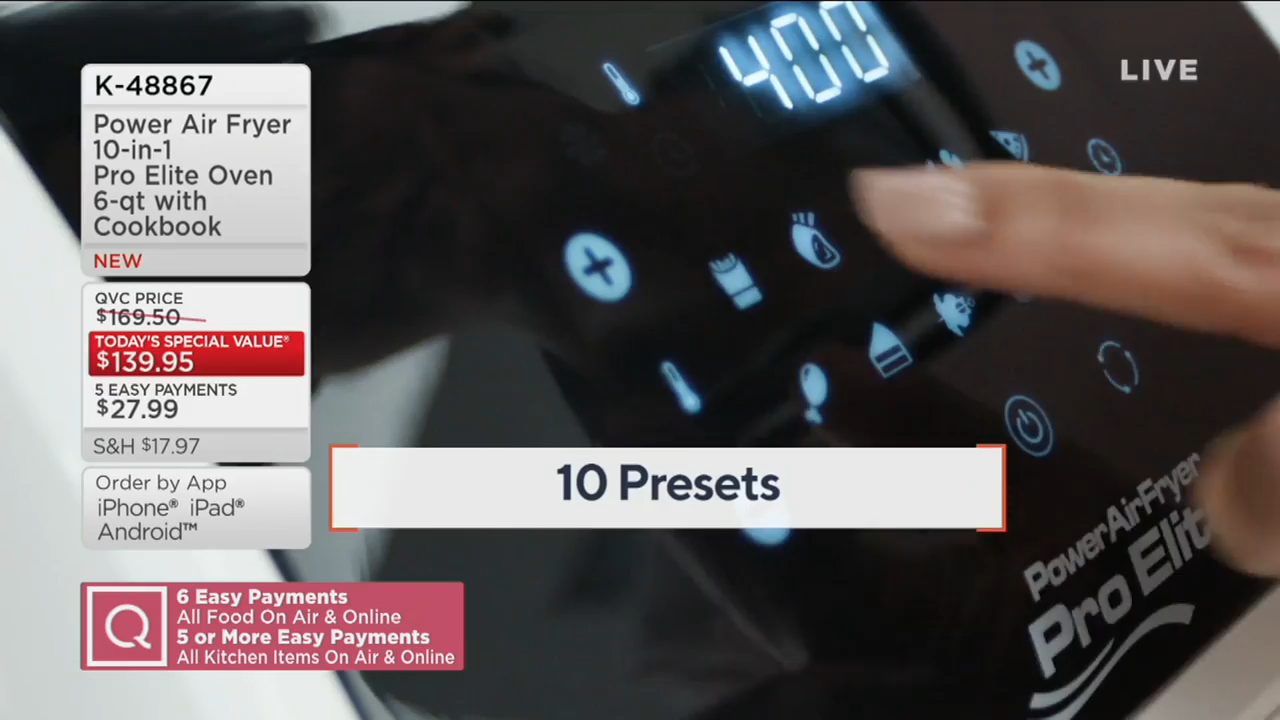 400
LIVE
K-48867
Power Air Fryer
10-in-1
Pro Elite Oven
6-qt with
Cookbook
NEW
QVC PRICE
$169.50
TODAY'S SPECIAL VALUE®
$139.95
5 EASY PAYMENTS
$27.99
S&H $17.97
Order by App
iPhone® iPad®
Android™
10 Presets
PowerAirFryer
Pro Elit
Q
6 Easy Payments
All Food On Air & Online
5 or More Easy Payments
All Kitchen Items On Air & Online